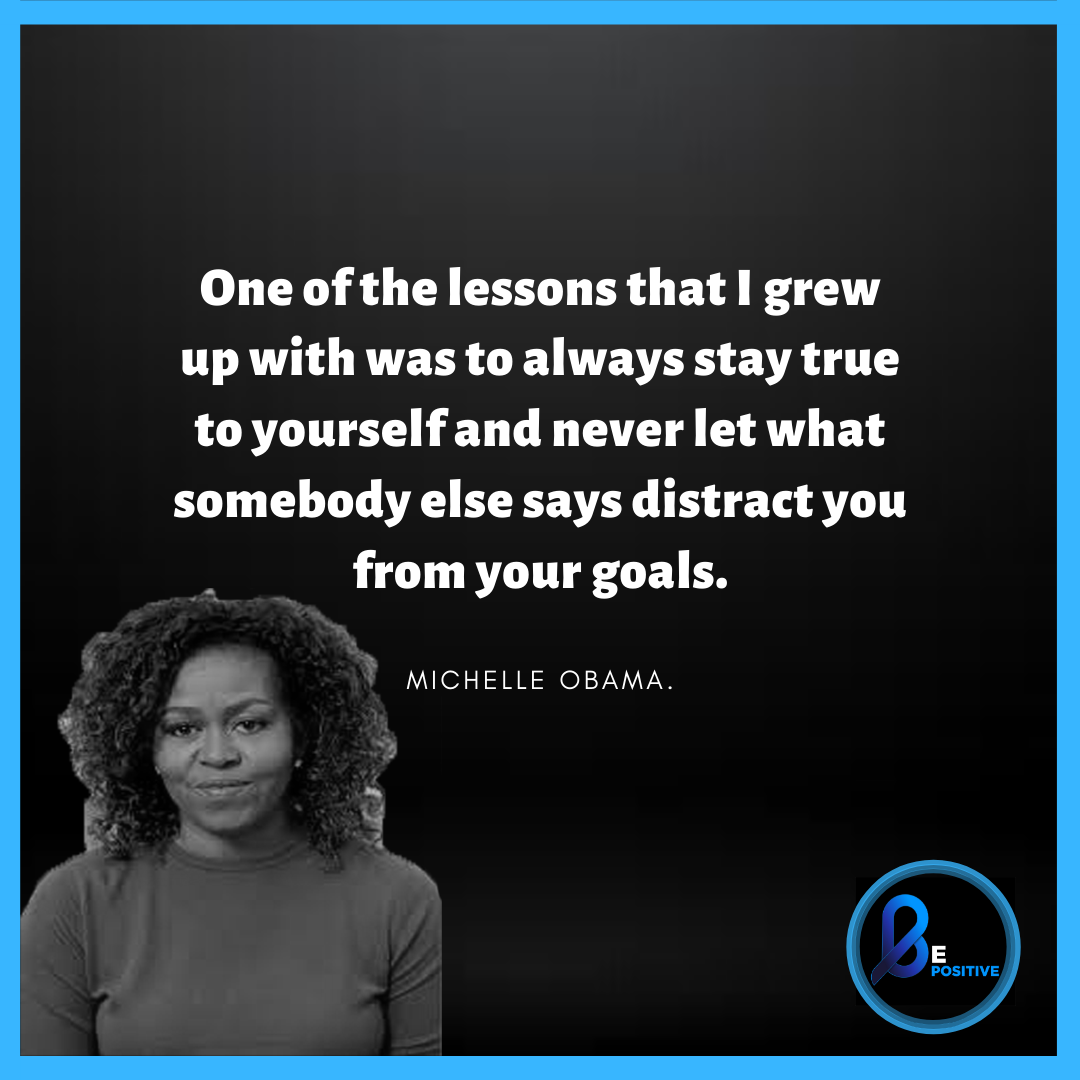 One of the lessons that I grew
up with was to always stay true
to yourself and never let what
somebody else says distract you
from your goals.
MICHELLE OBAMA.
BE
POSITIVE